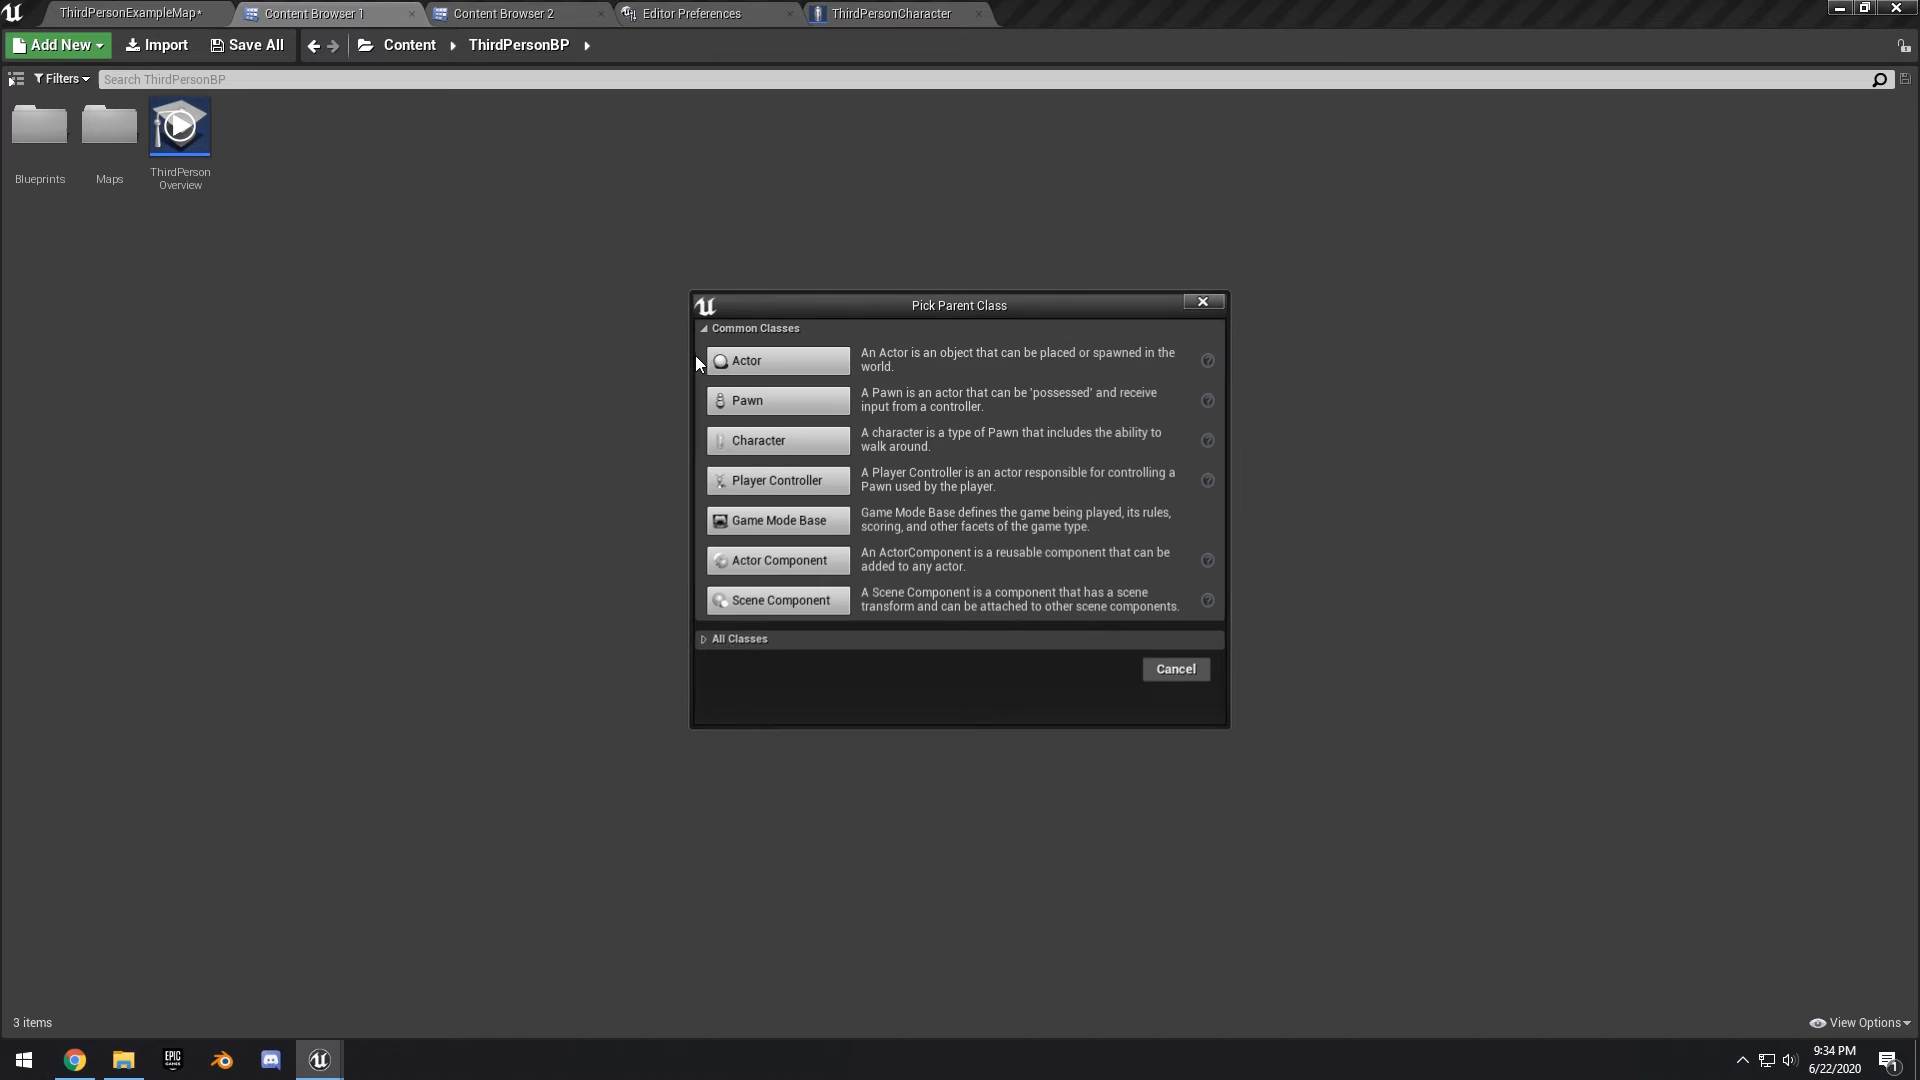 ThirdPersonExampleMap*
Content Browser 1
Content Browser 2
Editor Preferences
ThirdPersonCharacter
Add New
Import
Save All
Content
ThirdPersonBP
Filters
Search ThirdPersonBP
Blueprints
Maps
ThirdPerson
Overview
Pick Parent Class
Common Classes
Actor
An Actor is an object that can be placed or spawned in the
world.
Pawn
A Pawn is an actor that can be 'possessed' and receive
input from a controller.
Character
A character is a type of Pawn that includes the ability to
walk around.
Player Controller
A Player Controller is an actor responsible for controlling a
Pawn used by the player.
Game Mode Base
Game Mode Base defines the game being played, its rules,
scoring, and other facets of the game type.
Actor Component
An ActorComponent is a reusable component that can be
added to any actor.
Scene Component
A Scene Component is a component that has a scene
transform and can be attached to other scene components.
All Classes
Cancel
3 items
View Options
EPIC
GAMES
9:34 PM
6/22/2020
1